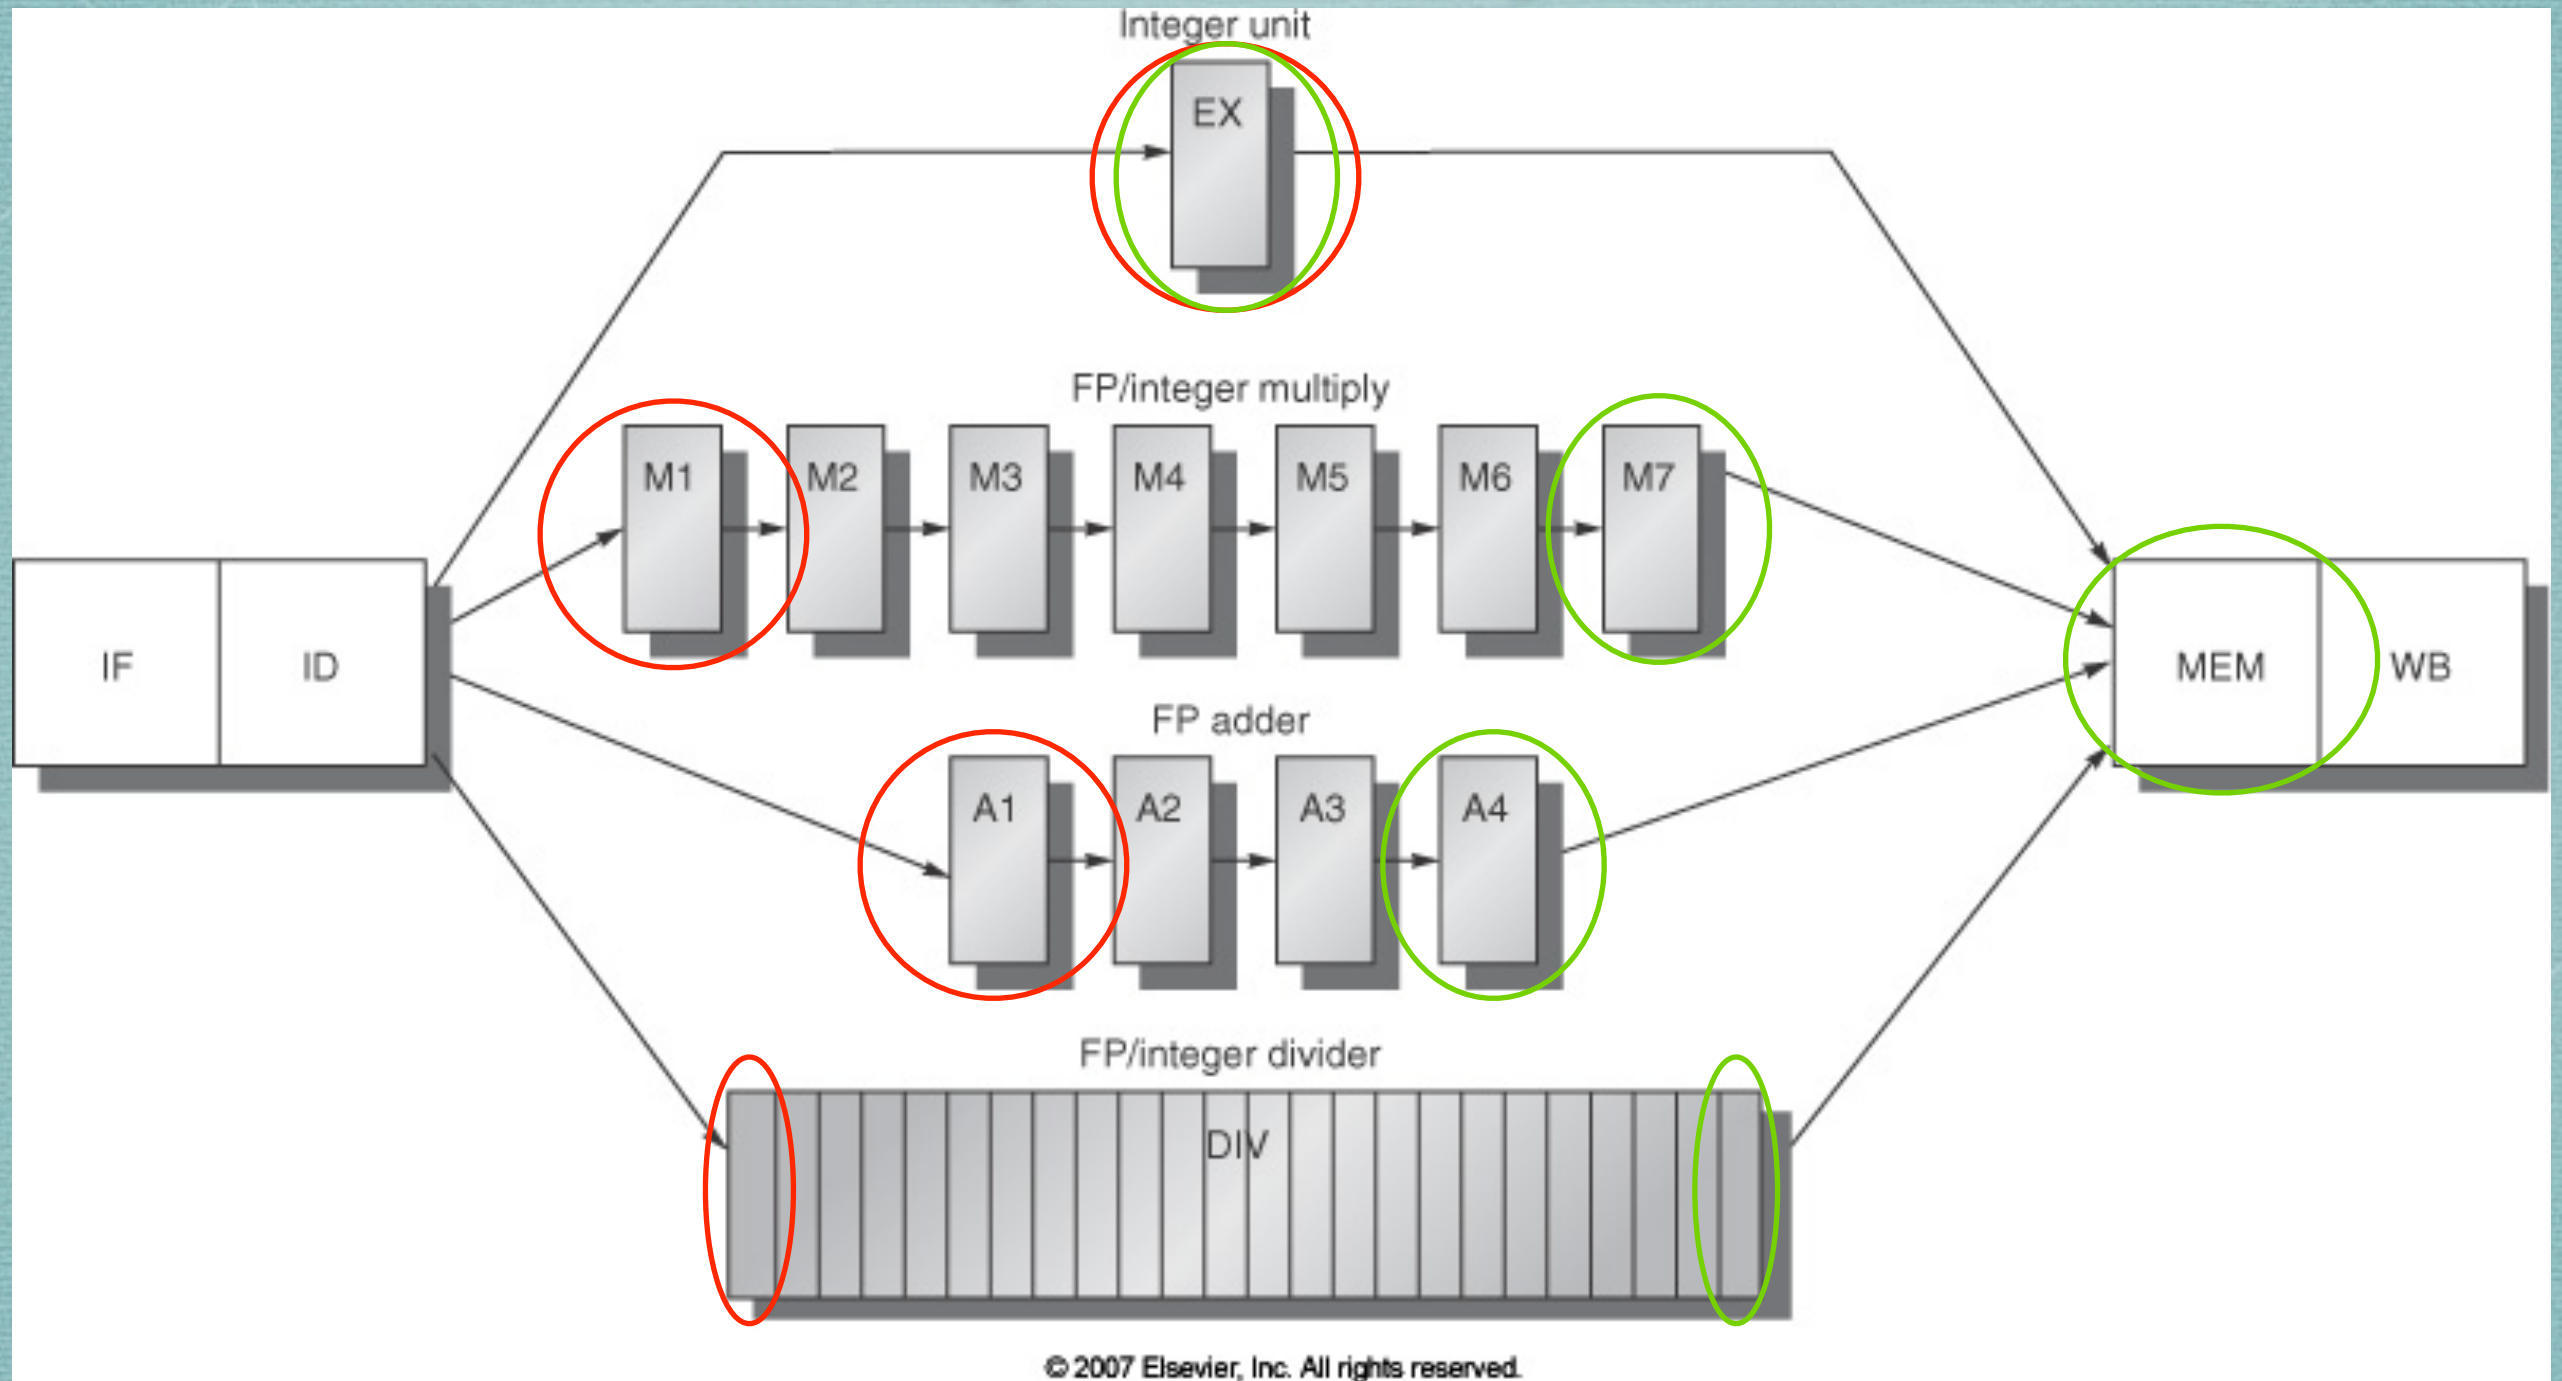 Integer unit
EX
FP/integer multiply
M1 M2 M3 M4 M5 M6 M7
IF ID MEM WB
FP adder
A1 A2 A3 A4
FP/integer divider
DIV
© 2007 Elsevier, Inc. All rights reserved.